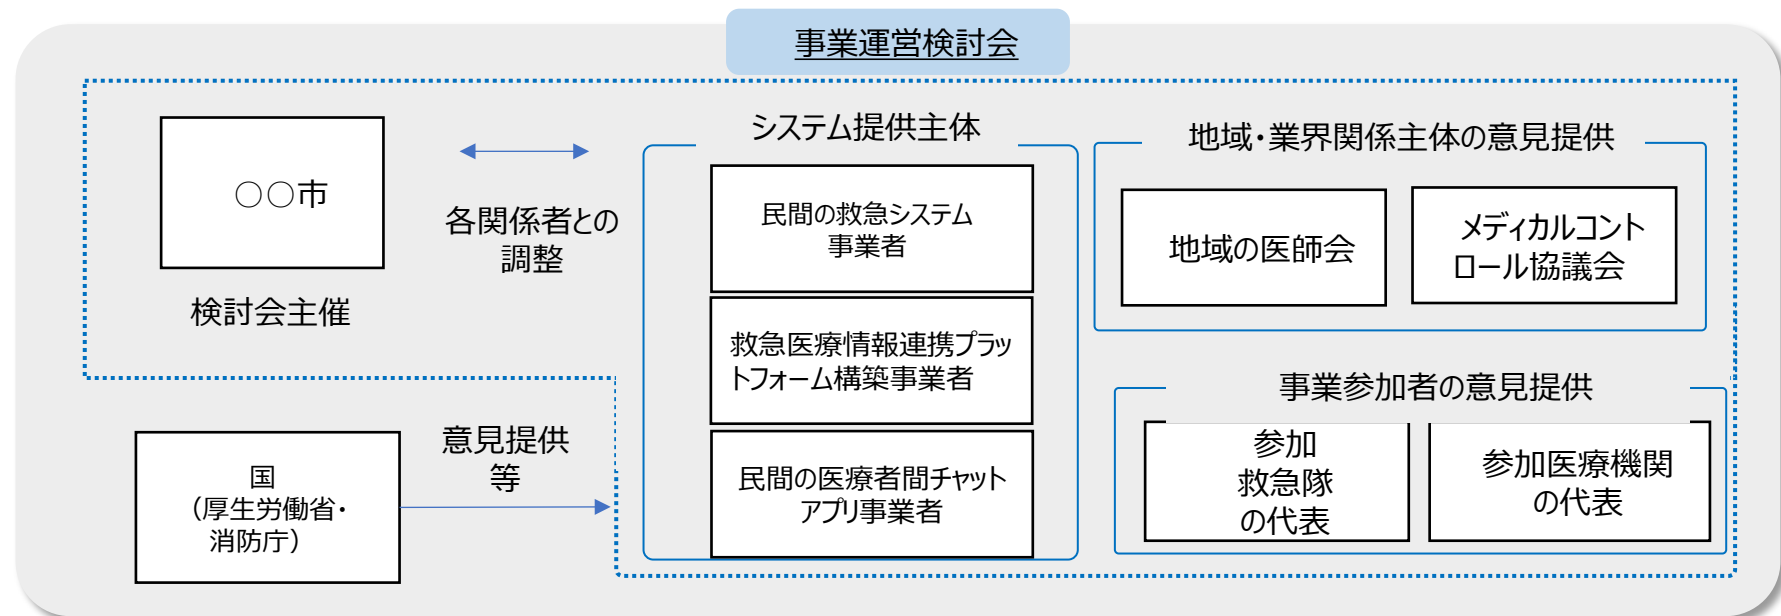 事業運営検討会
○○市
検討会主催
各関係者との
調整
システム提供主体
民間の救急システム
事業者
救急医療情報連携プラッ
トフォーム構築事業者
民間の医療者間チャット
アプリ事業者
地域・業界関係主体の意見提供
地域の医師会
メディカルコント
ロール協議会
事業参加者の意見提供
参加
救急隊
の代表
参加医療機関
の代表
国
（厚生労働省・
消防庁）
意見提供
等